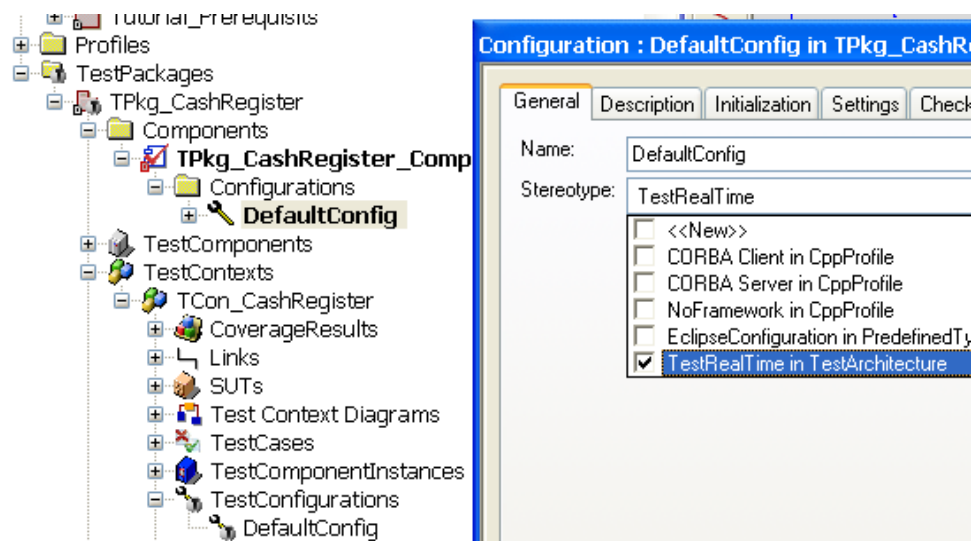 Tutorial_Prerequisits
Profiles
TestPackages
TPkg_CashRegister
Components
TPkg_CashRegister_Comp
Configurations
DefaultConfig
TestComponents
TestContexts
TCon_CashRegister
CoverageResults
Links
SUTs
Test Context Diagrams
TestCases
TestComponentInstances
TestConfigurations
DefaultConfig
Configuration : DefaultConfig in TPkg_CashRe
General Description Initialization Settings Check
Name: DefaultConfig
Stereotype: TestRealTime
<<New>>
CORBA Client in CppProfile
CORBA Server in CppProfile
NoFramework in CppProfile
EclipseConfiguration in PredefinedTy
TestRealTime in TestArchitecture